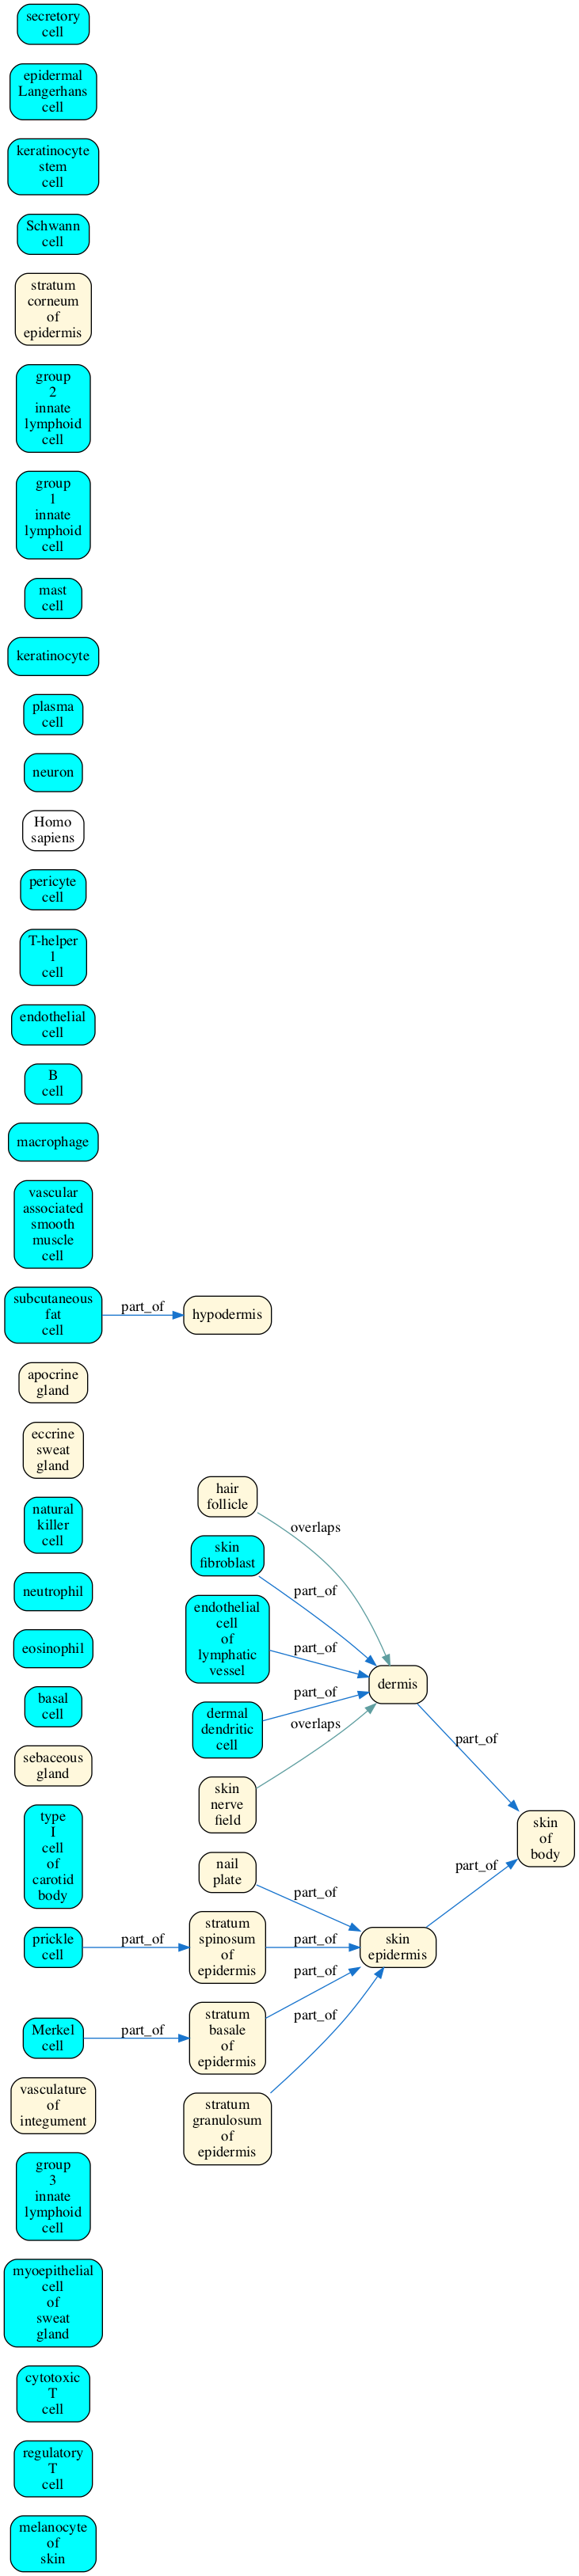 secretory
cell
epidermal
Langerhans
cell
keratinocyte
stem
cell
Schwann
cell
stratum
corneum
of
epidermis
group
2
innate
lymphoid
cell
group
1
innate
lymphoid
cell
mast
cell
keratinocyte
plasma
cell
neuron
Homo
sapiens
pericyte
cell
T-helper
1
cell
endothelial
cell
B
cell
macrophage
vascular
associated
smooth
muscle
cell
subcutaneous
fat
cell
part_of
hypodermis
apocrine
gland
eccrine
sweat
gland
natural
killer
cell
neutrophil
eosinophil
basal
cell
sebaceous
gland
type
I
cell
of
carotid
body
prickle
cell
part_of
Merkel
cell
part_of
vasculature
of
integument
group
3
innate
lymphoid
cell
myoepithelial
cell
of
sweat
gland
cytotoxic
T
cell
regulatory
T
cell
melanocyte
of
skin
hair
follicle
overlaps
skin
fibroblast
part_of
endothelial
cell
of
lymphatic
vessel
part_of
dermal
dendritic
cell
part_of
overlaps
skin
nerve
field
nail
plate
part_of
stratum
spinosum
of
epidermis
part_of
stratum
basale
of
epidermis
part_of
stratum
granulosum
of
epidermis
part_of
dermis
part_of
skin
epidermis
part_of
skin
of
body